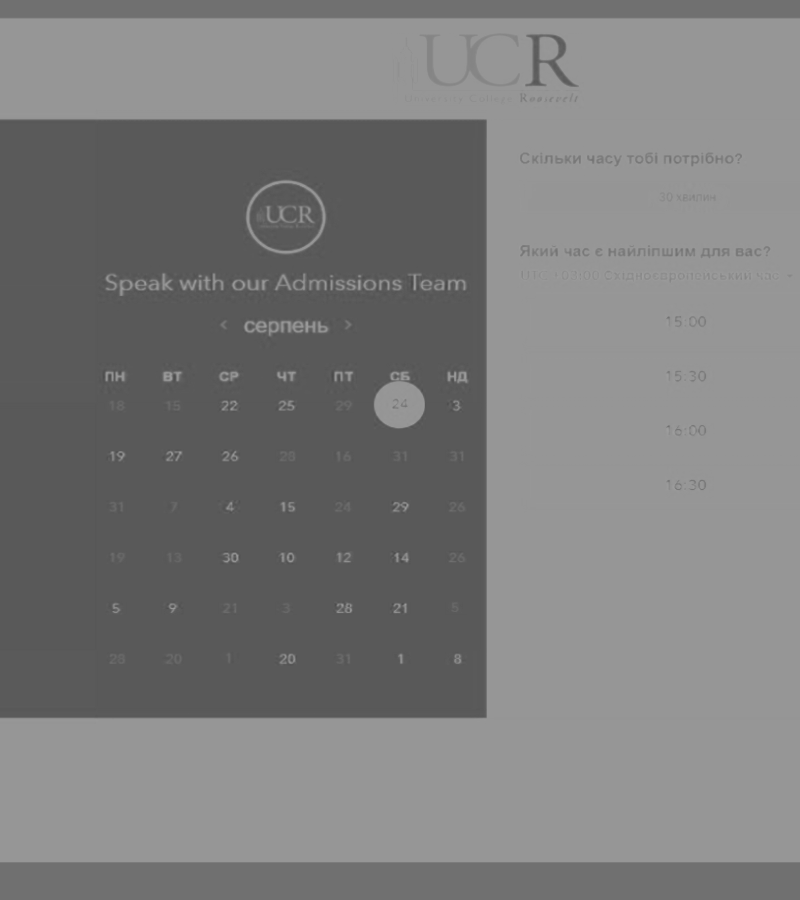 UCR
University College Roosevelt
UCR
Speak with our Admissions Team
< серпень >
ПН ВТ СР ЧТ ПТ СБ НД
18 15 22 25 29 24 3
19 27 26 28 16 31 31
31 7 4 15 24 29 26
19 13 30 10 12 14 26
5 9 21 3 28 21 5
28 20 1 20 31 1 8
Скільки часу тобі потрібно?
30 хвилин
Який час є найліпшим для вас?
UTC +03:00 Східноєвропейський час
15:00
15:30
16:00
16:30